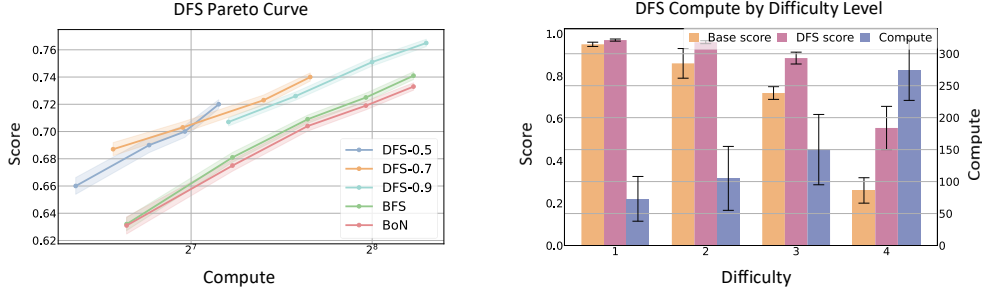 DFS Pareto Curve
0.76
0.74
0.72
0.70
0.68
0.66
0.64
0.62
Score
DFS-0.5
DFS-0.7
DFS-0.9
BFS
BoN
2^7
2^8
Compute
DFS Compute by Difficulty Level
Base score
DFS score
Compute
1.0
0.8
0.6
0.4
0.2
0.0
Score
300
250
200
150
100
50
0
Compute
1
2
3
4
Difficulty